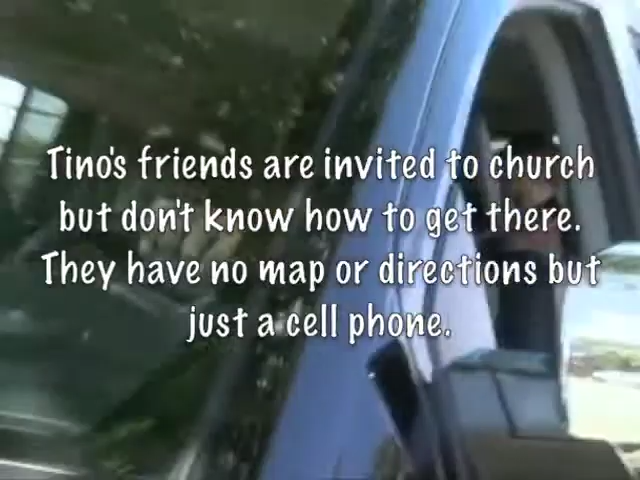 Tino's friends are invited to church
but don't know how to get there.
They have no map or directions but
just a cell phone.